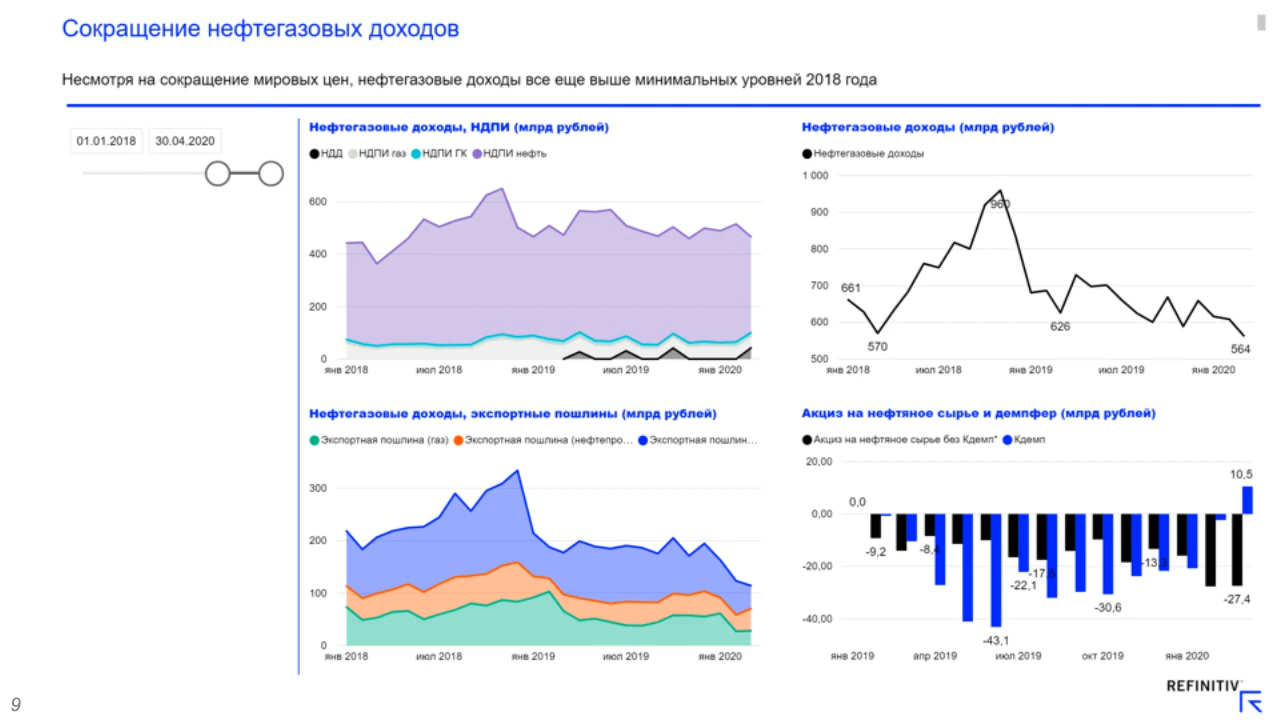 Сокращение нефтегазовых доходов
Несмотря на сокращение мировых цен, нефтегазовые доходы все еще выше минимальных уровней 2018 года
01.01.2018 30.04.2020
Нефтегазовые доходы, НДПИ (млрд рублей)
НДД НДПИ газ НДПИ ГК НДПИ нефть
600
400
200
0
янв 2018 июл 2018 янв 2019 июл 2019 янв 2020
Нефтегазовые доходы (млрд рублей)
Нефтегазовые доходы
1 000
900
800
700
600
500
661
570
960
626
564
янв 2018 июл 2018 янв 2019 июл 2019 янв 2020
Нефтегазовые доходы, экспортные пошлины (млрд рублей)
Экспортная пошлина (газ) Экспортная пошлина (нефтепро... Экспортная пошлин...
300
200
100
0
янв 2018 июл 2018 янв 2019 июл 2019 янв 2020
Акциз на нефтяное сырье и демпфер (млрд рублей)
Акциз на нефтяное сырье без Кдемп* Кдемп
20,00
0,00
-20,00
-40,00
0,0
-9,2
-8,4
-43,1
-22,1
-30,6
-27,4
10,5
янв 2019 апр 2019 июл 2019 окт 2019 янв 2020
REFINITIV
9